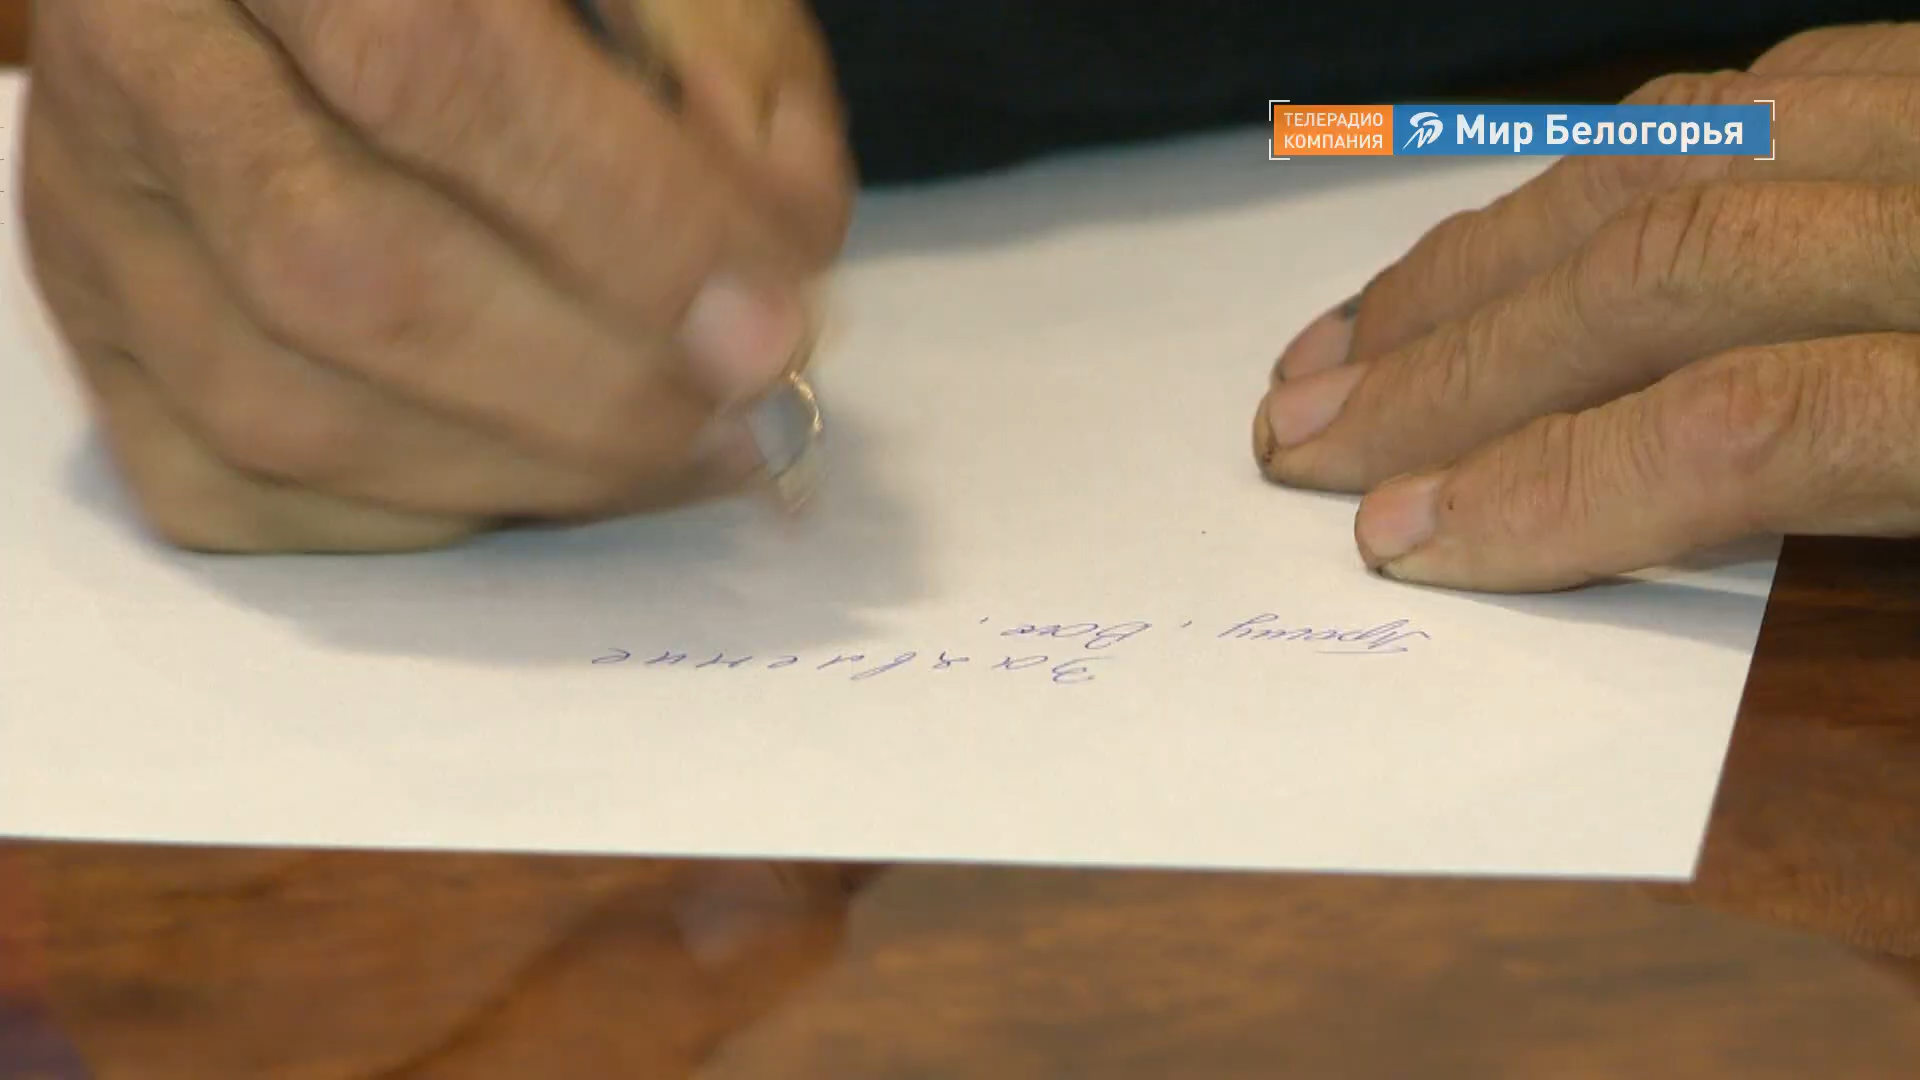 ТЕЛЕРАДИО
КОМПАНИЯ
Мир Белогорья
Заявление
Прошу, Вас,